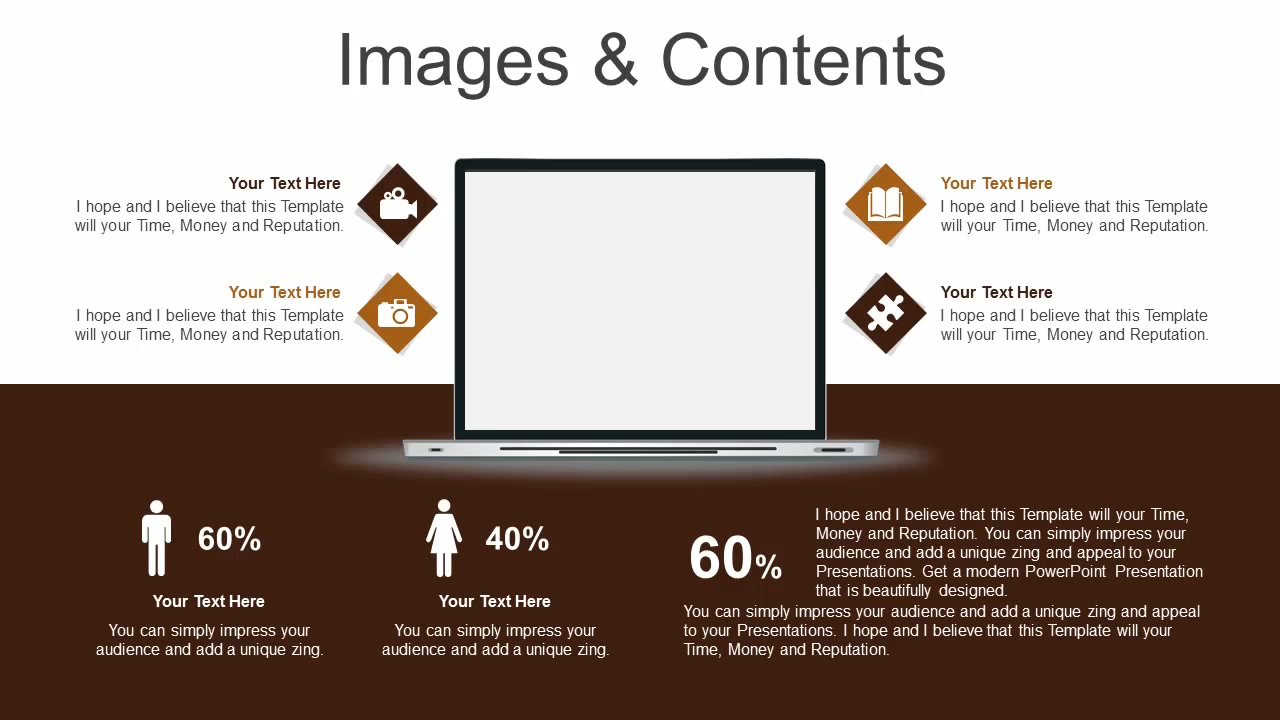 Images & Contents
Your Text Here
I hope and I believe that this Template
will your Time, Money and Reputation.
Your Text Here
I hope and I believe that this Template
will your Time, Money and Reputation.
Your Text Here
I hope and I believe that this Template
will your Time, Money and Reputation.
Your Text Here
I hope and I believe that this Template
will your Time, Money and Reputation.
60%
Your Text Here
You can simply impress your
audience and add a unique zing.
40%
Your Text Here
You can simply impress your
audience and add a unique zing.
60%
I hope and I believe that this Template will your Time,
Money and Reputation. You can simply impress your
audience and add a unique zing and appeal to your
Presentations. Get a modern PowerPoint Presentation
that is beautifully designed.
You can simply impress your audience and add a unique zing and appeal
to your Presentations. I hope and I believe that this Template will your
Time, Money and Reputation.